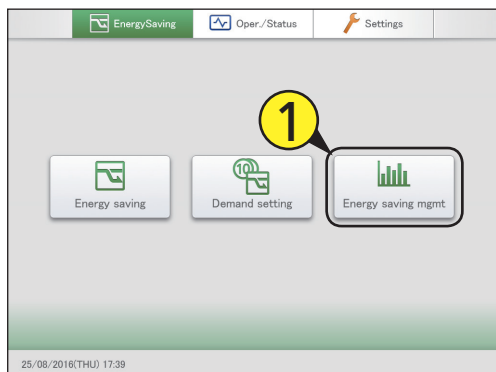 EnergySaving Oper./Status Settings
1
10
Energy saving Demand setting Energy saving mgmt
25/08/2016(THU) 17:39